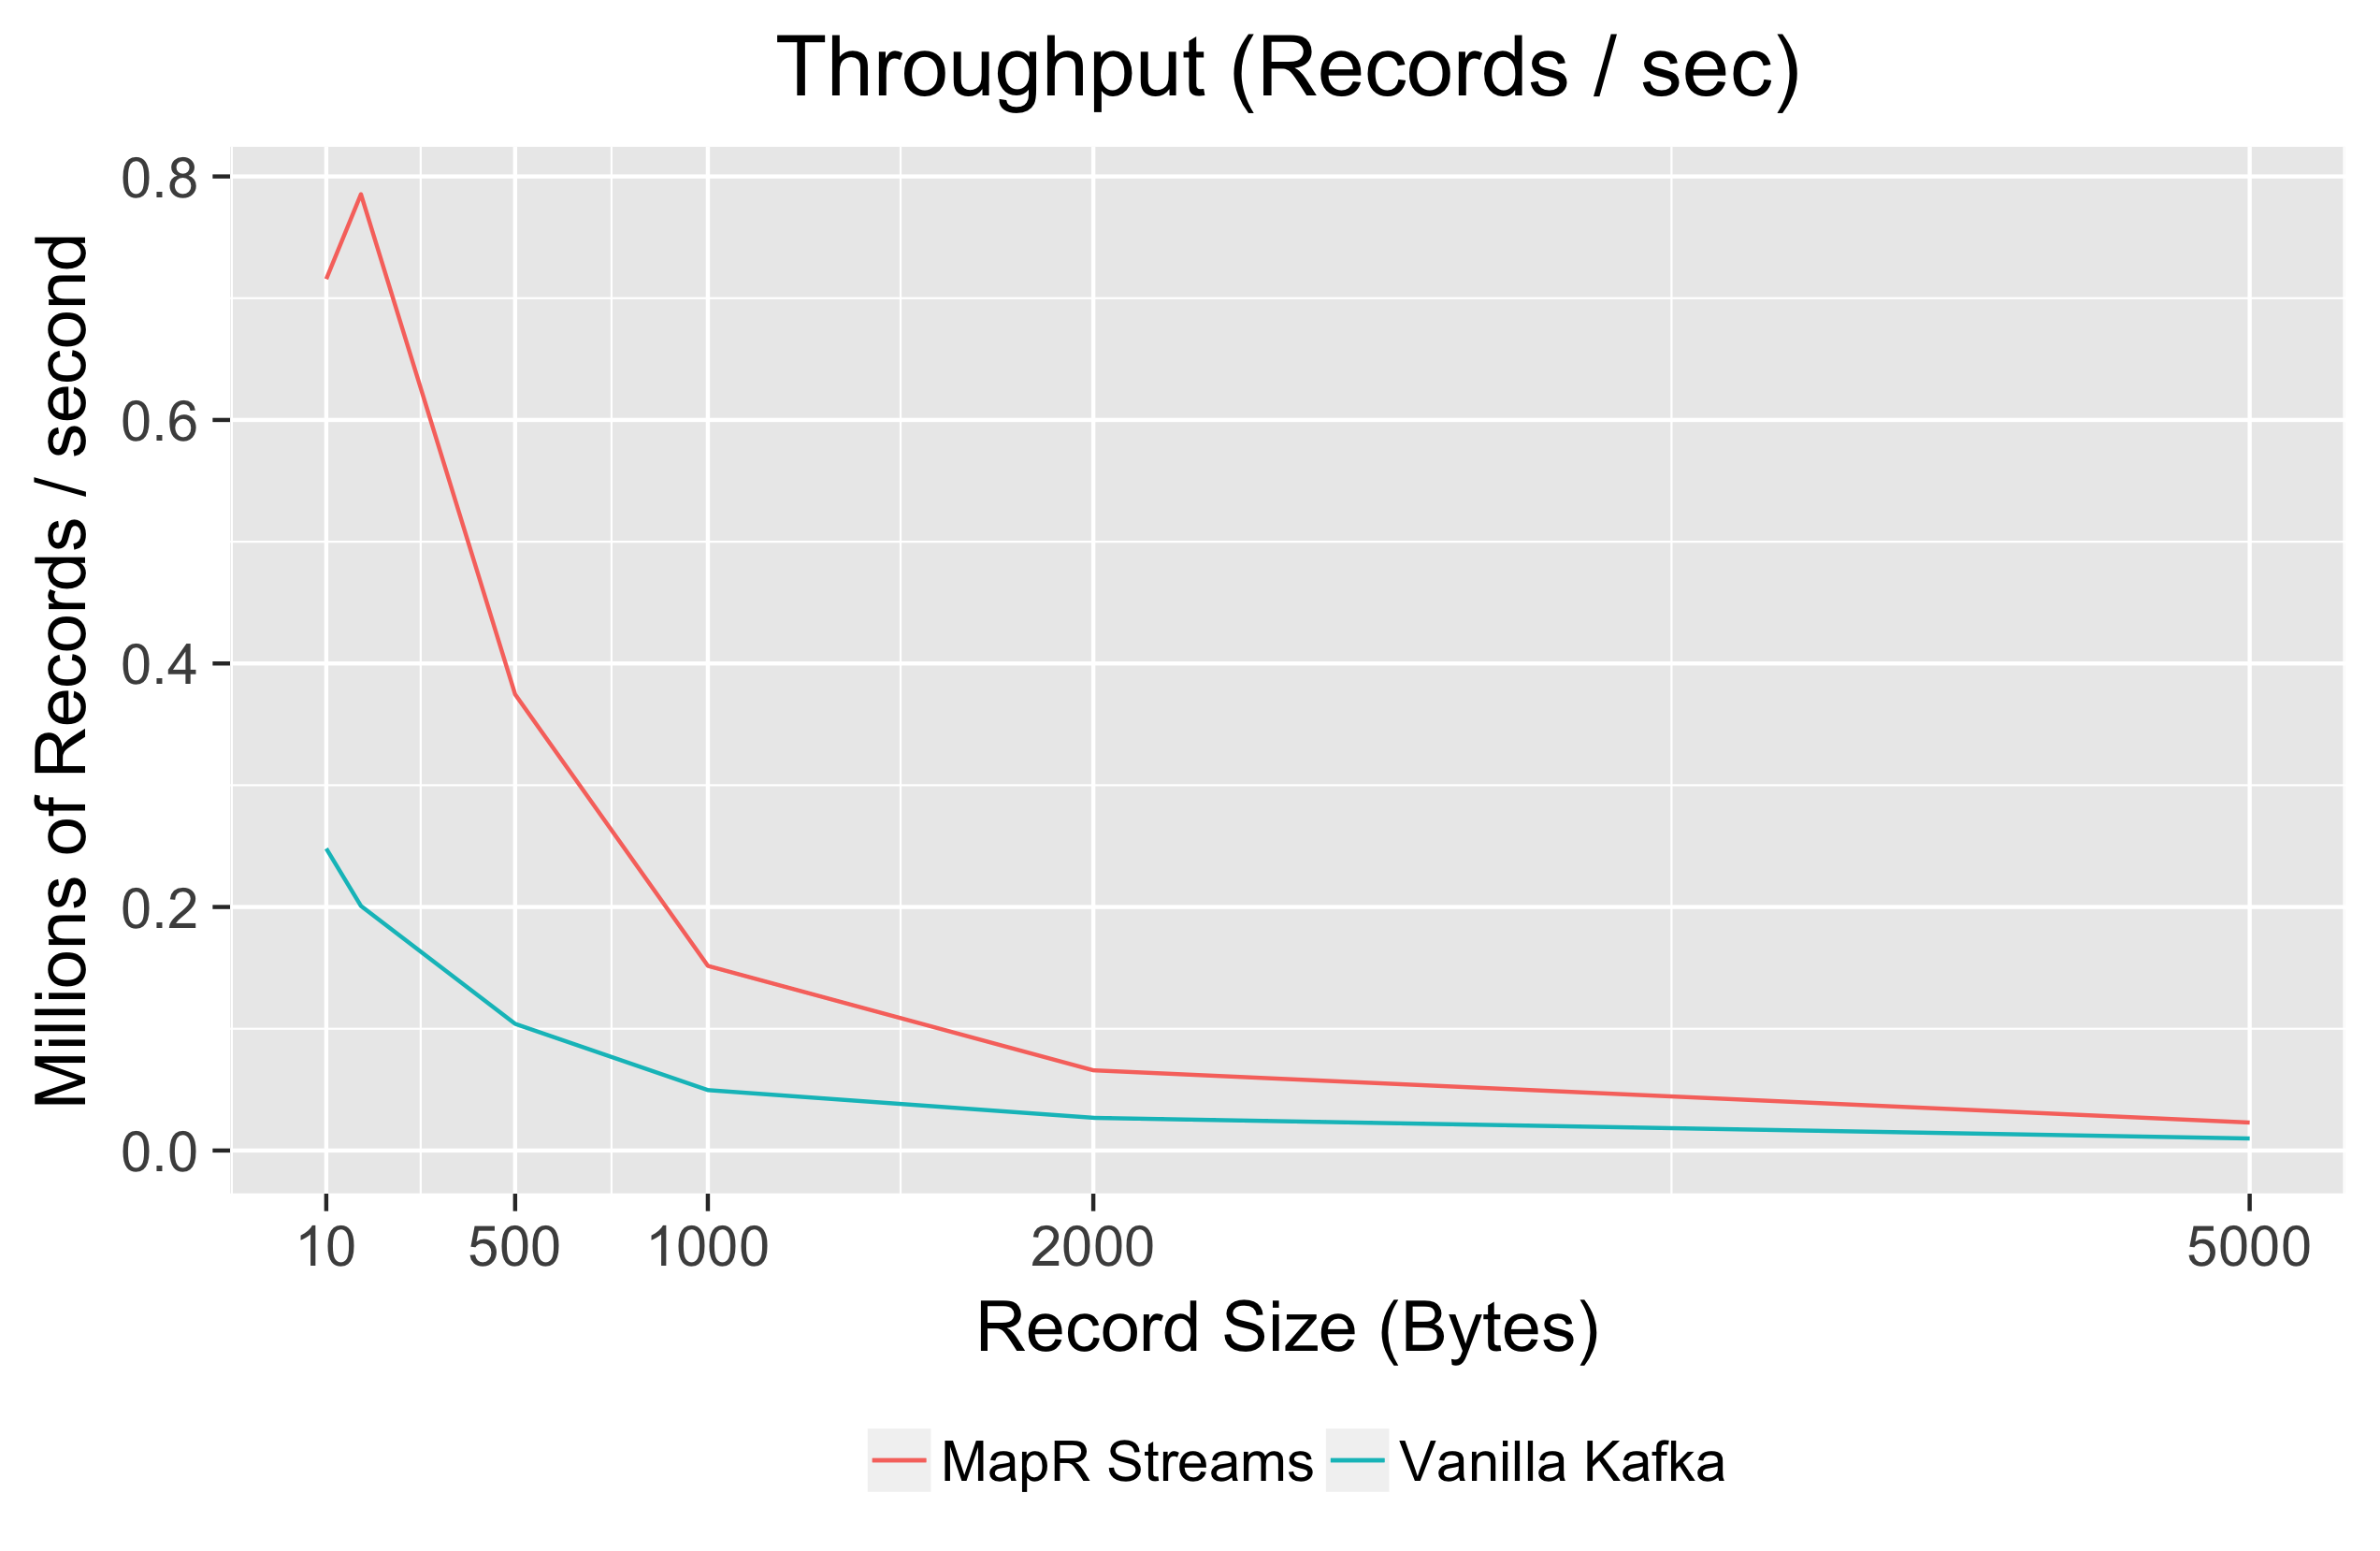 Throughput (Records / sec)
Millions of Records / second
0.8
0.6
0.4
0.2
0.0
10 500 1000 2000 5000
Record Size (Bytes)
MapR Streams Vanilla Kafka